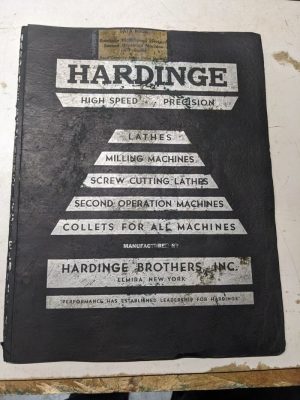 HARDINGE
HIGH SPEED PRECISION
LATHES
MILLING MACHINES
SCREW CUTTING LATHES
SECOND OPERATION MACHINES
COLLETS FOR ALL MACHINES
MANUFACTURED BY
HARDINGE BROTHERS, INC.
ELMIRA, NEW YORK
"PERFORMANCE HAS ESTABLISHED LEADERSHIP FOR HARDINGE"